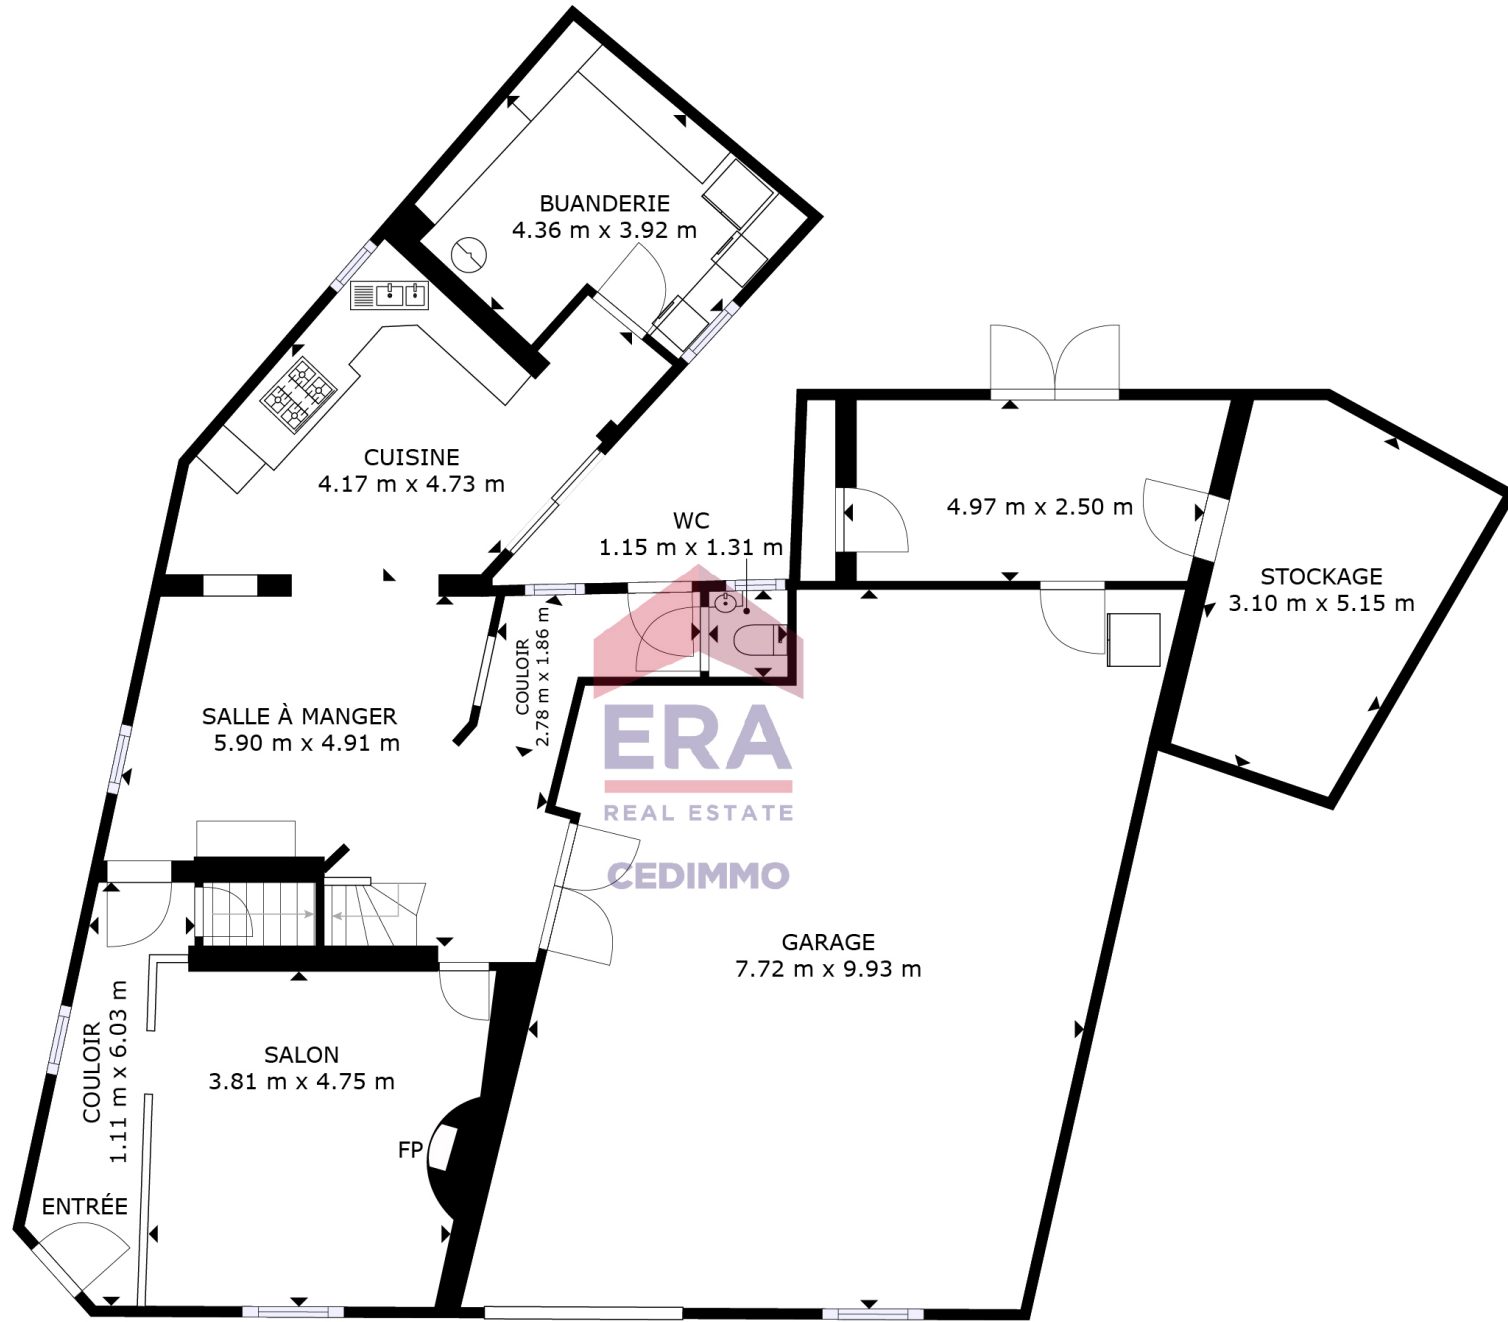 BUANDERIE
4.36 m x 3.92 m
CUISINE
4.17 m x 4.73 m
WC
1.15 m x 1.31 m
4.97 m x 2.50 m
STOCKAGE
3.10 m x 5.15 m
COULOIR
2.78 m x 1.86 m
SALLE À MANGER
5.90 m x 4.91 m
ERA
REAL ESTATE
CEDIMMO
GARAGE
7.72 m x 9.93 m
COULOIR
1.11 m x 6.03 m
SALON
3.81 m x 4.75 m
FP
ENTRÉE